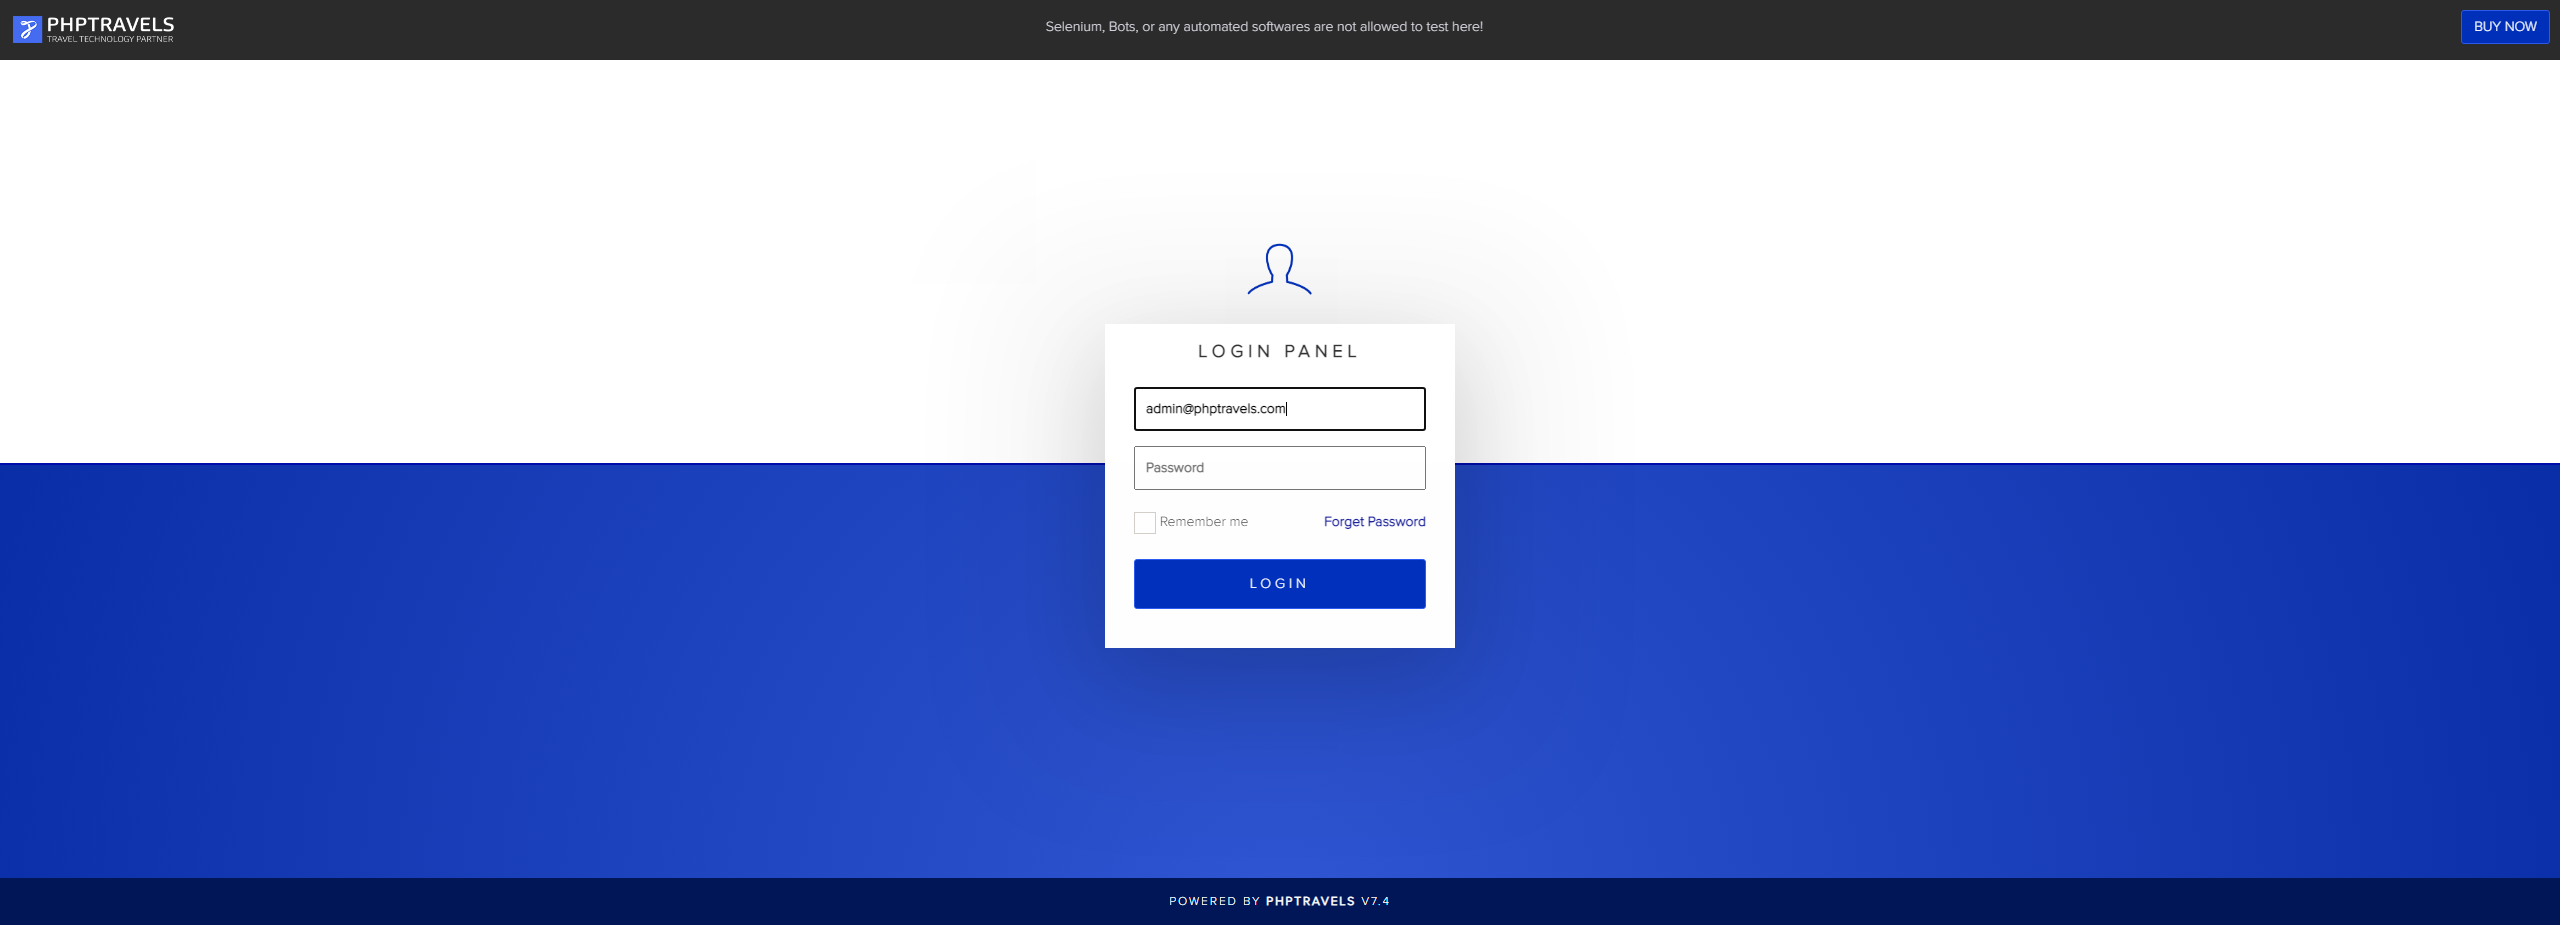 PHPTRAVELS
TRAVEL TECHNOLOGY PARTNER
Selenium, Bots, or any automated softwares are not allowed to test here!
BUY NOW
LOGIN PANEL
admin@phptravels.com
Password
Remember me
Forget Password
LOGIN
POWERED BY PHPTRAVELS V7.4